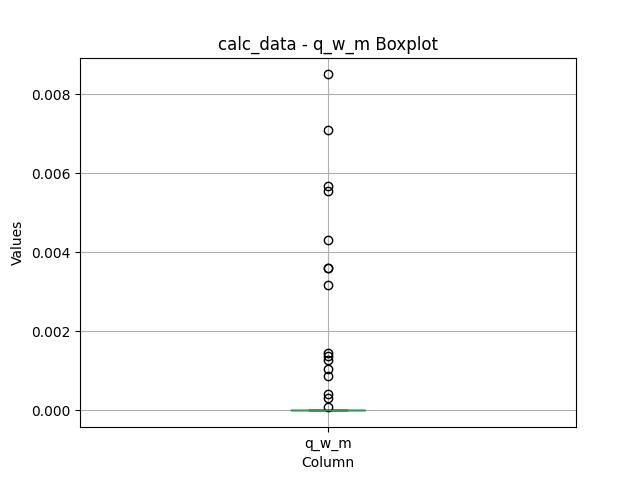 calc_data - q_w_m Boxplot
0.008
0.006
0.004
0.002
0.000
Values
q_w_m
Column